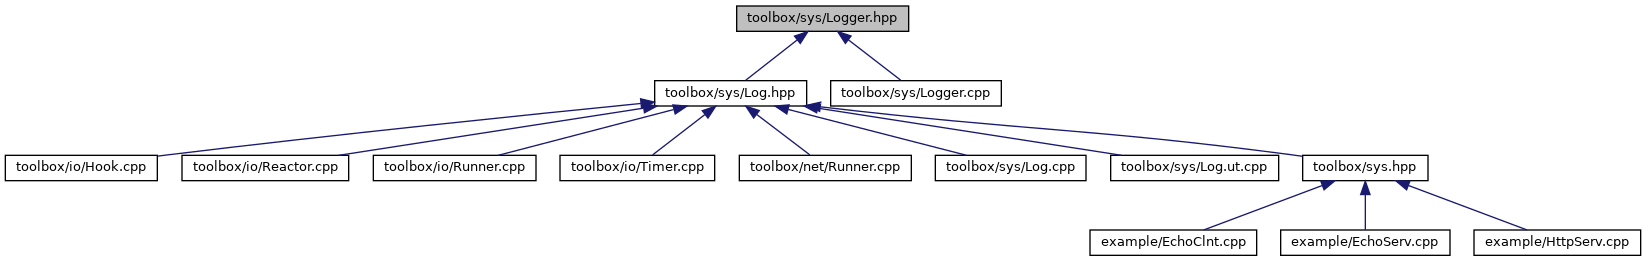 toolbox/sys/Logger.hpp
toolbox/sys/Log.hpp
toolbox/sys/Logger.cpp
toolbox/io/Hook.cpp
toolbox/io/Reactor.cpp
toolbox/io/Runner.cpp
toolbox/io/Timer.cpp
toolbox/net/Runner.cpp
toolbox/sys/Log.cpp
toolbox/sys/Log.ut.cpp
toolbox/sys.hpp
example/EchoClnt.cpp
example/EchoServ.cpp
example/HttpServ.cpp